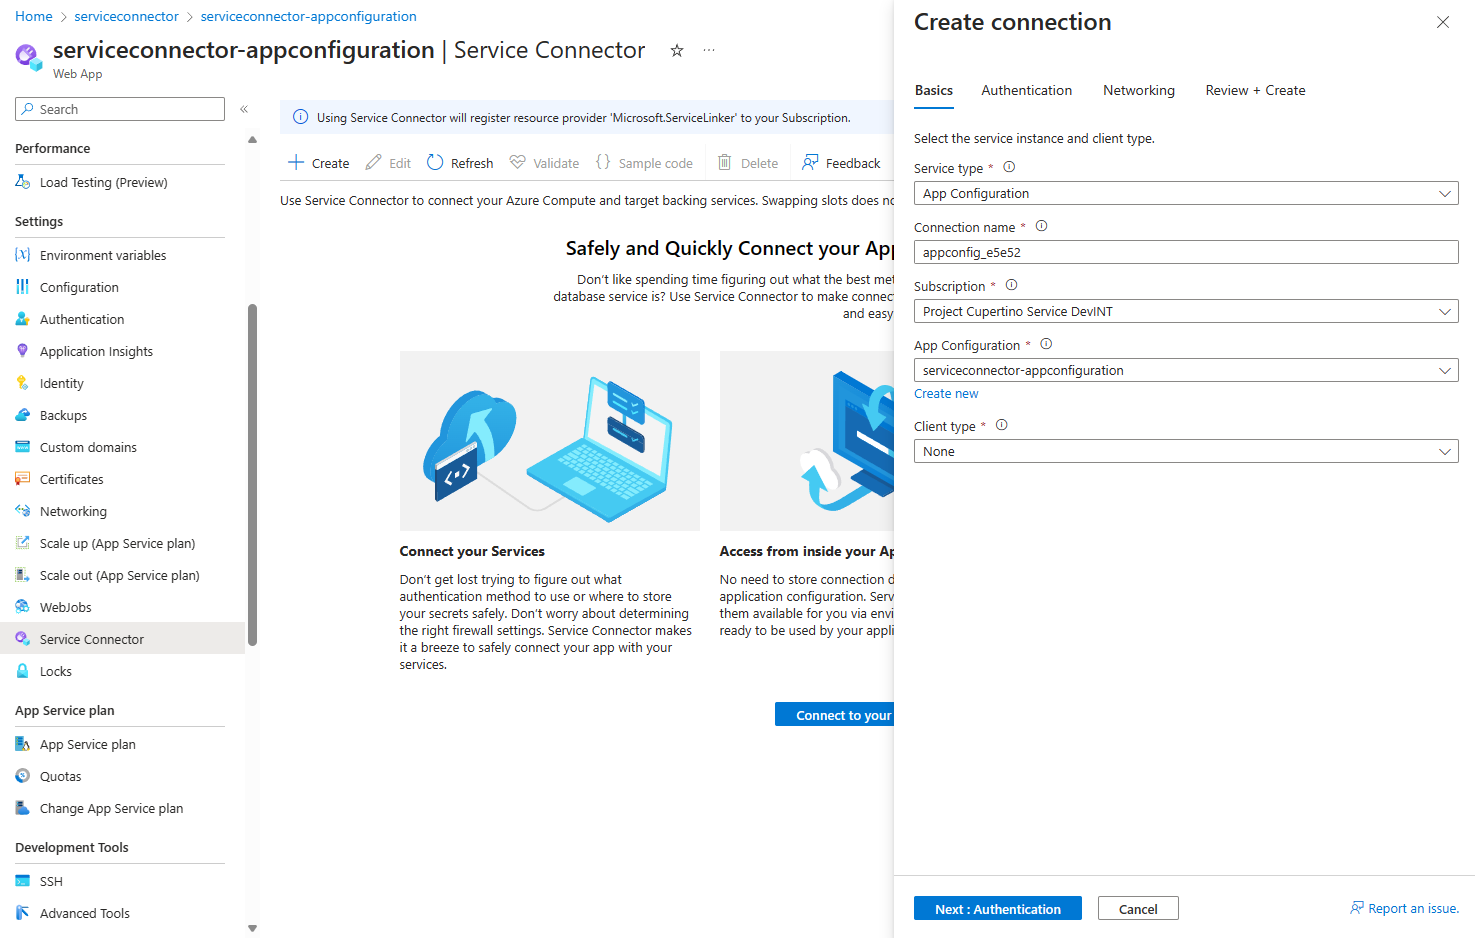 Home > serviceconnector > serviceconnector-appconfiguration
serviceconnector-appconfiguration | Service Connector
Web App
Search
Performance
Load Testing (Preview)
Settings
Environment variables
Configuration
Authentication
Application Insights
Identity
Backups
Custom domains
Certificates
Networking
Scale up (App Service plan)
Scale out (App Service plan)
WebJobs
Service Connector
Locks
App Service plan
App Service plan
Quotas
Change App Service plan
Development Tools
SSH
Advanced Tools
Using Service Connector will register resource provider 'Microsoft.ServiceLinker' to your Subscription.
Create Edit Refresh Validate Sample code Delete Feedback
Use Service Connector to connect your Azure Compute and target backing services. Swapping slots does no
Safely and Quickly Connect your App
Don't like spending time figuring out what the best met
database service is? Use Service Connector to make connec
and easy
Connect your Services
Don't get lost trying to figure out what
authentication method to use or where to store
your secrets safely. Don't worry about determining
the right firewall settings. Service Connector makes
it a breeze to safely connect your app with your
services.
Access from inside your Ap
No need to store connection d
application configuration. Serv
them available for you via envi
ready to be used by your appli
Connect to your
Create connection
Basics Authentication Networking Review + Create
Select the service instance and client type.
Service type *
App Configuration
Connection name *
appconfig_e5e52
Subscription *
Project Cupertino Service DevINT
App Configuration *
serviceconnector-appconfiguration
Create new
Client type *
None
Next : Authentication
Cancel
Report an issue.